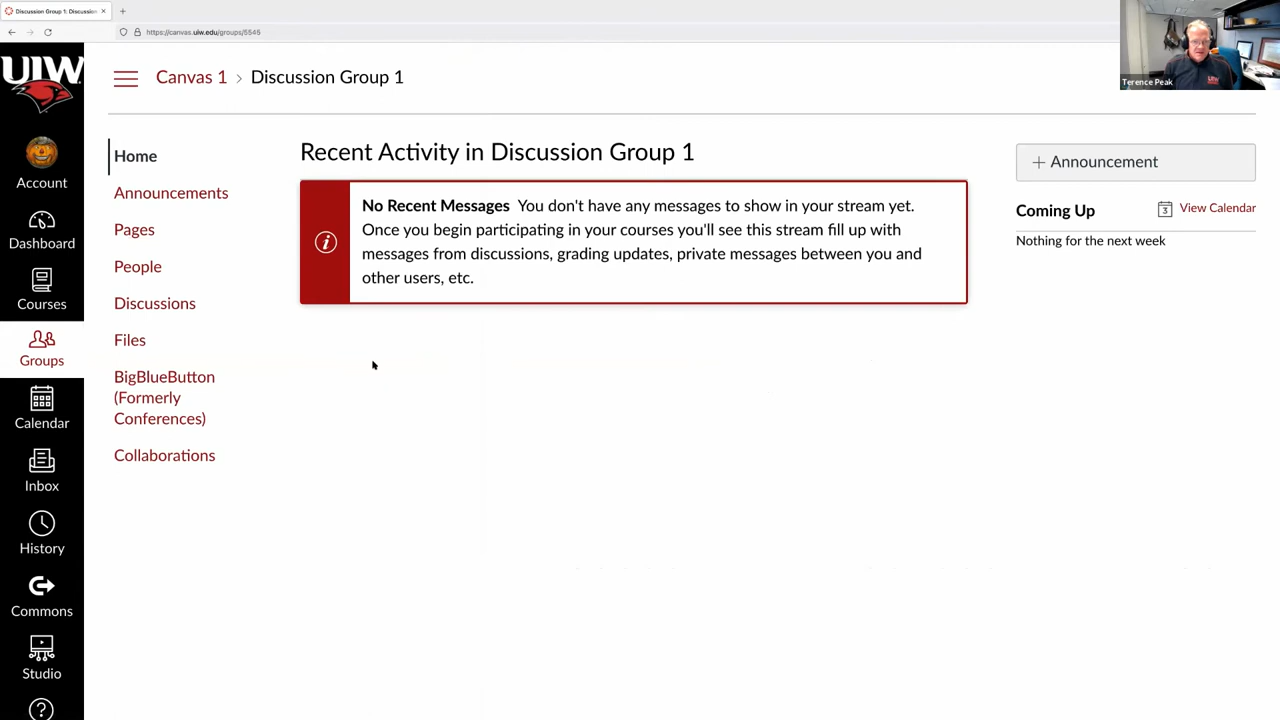 Discussion Group 1: Discussion
https://canvas.uiw.edu/groups/5545
UIW
Account
Dashboard
Courses
Groups
Calendar
Inbox
History
Commons
Studio
Canvas 1 > Discussion Group 1
Home
Announcements
Pages
People
Discussions
Files
BigBlueButton
(Formerly
Conferences)
Collaborations
Recent Activity in Discussion Group 1
No Recent Messages You don't have any messages to show in your stream yet.
Once you begin participating in your courses you'll see this stream fill up with
messages from discussions, grading updates, private messages between you and
other users, etc.
+ Announcement
Coming Up
3
View Calendar
Nothing for the next week
Terence Peak
UIW